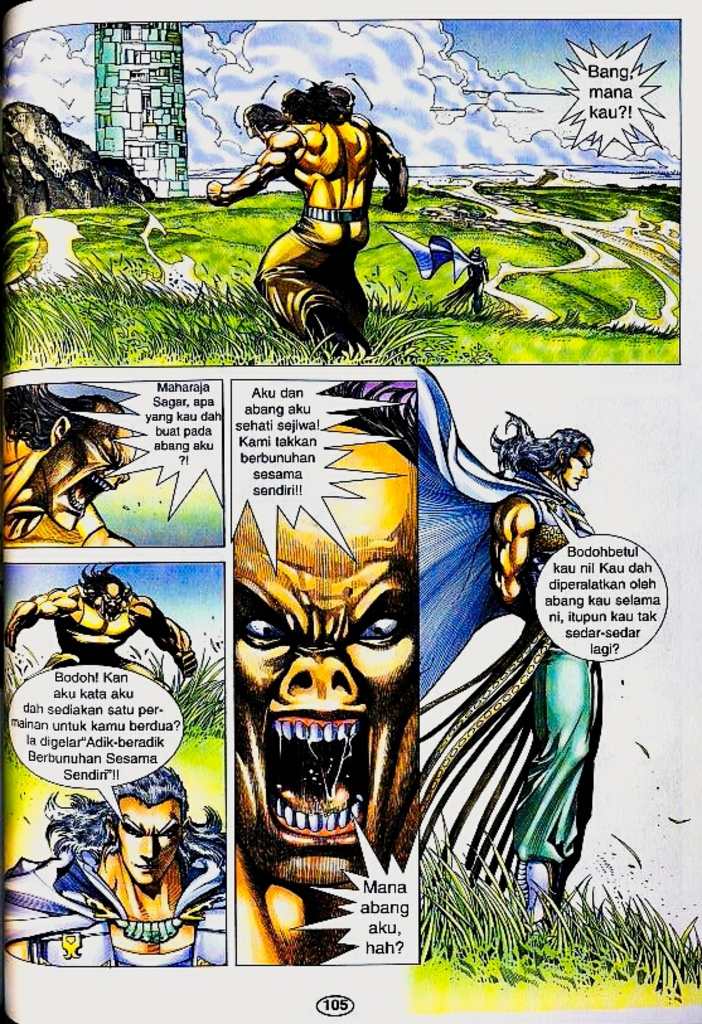 Bang,
mana
kau?!
Maharaja
Sagar, apa
yang kau dah
buat pada
abang aku
?!
Aku dan
abang aku
sehati sejiwa!
Kami takkan
berbunuhan
sesama
sendiri!!
Bodohbetul
kau nil Kau dah
diperalatkan oleh
abang kau selama
ni, itupun kau tak
sedar-sedar
lagi?
Bodoh! Kan
aku kata aku
dah sediakan satu per-
mainan untuk kamu berdua?
Ia digelar"Adik-beradik
Berbunuhan Sesama
Sendiri"!!
Mana
abang
aku,
hah?
105